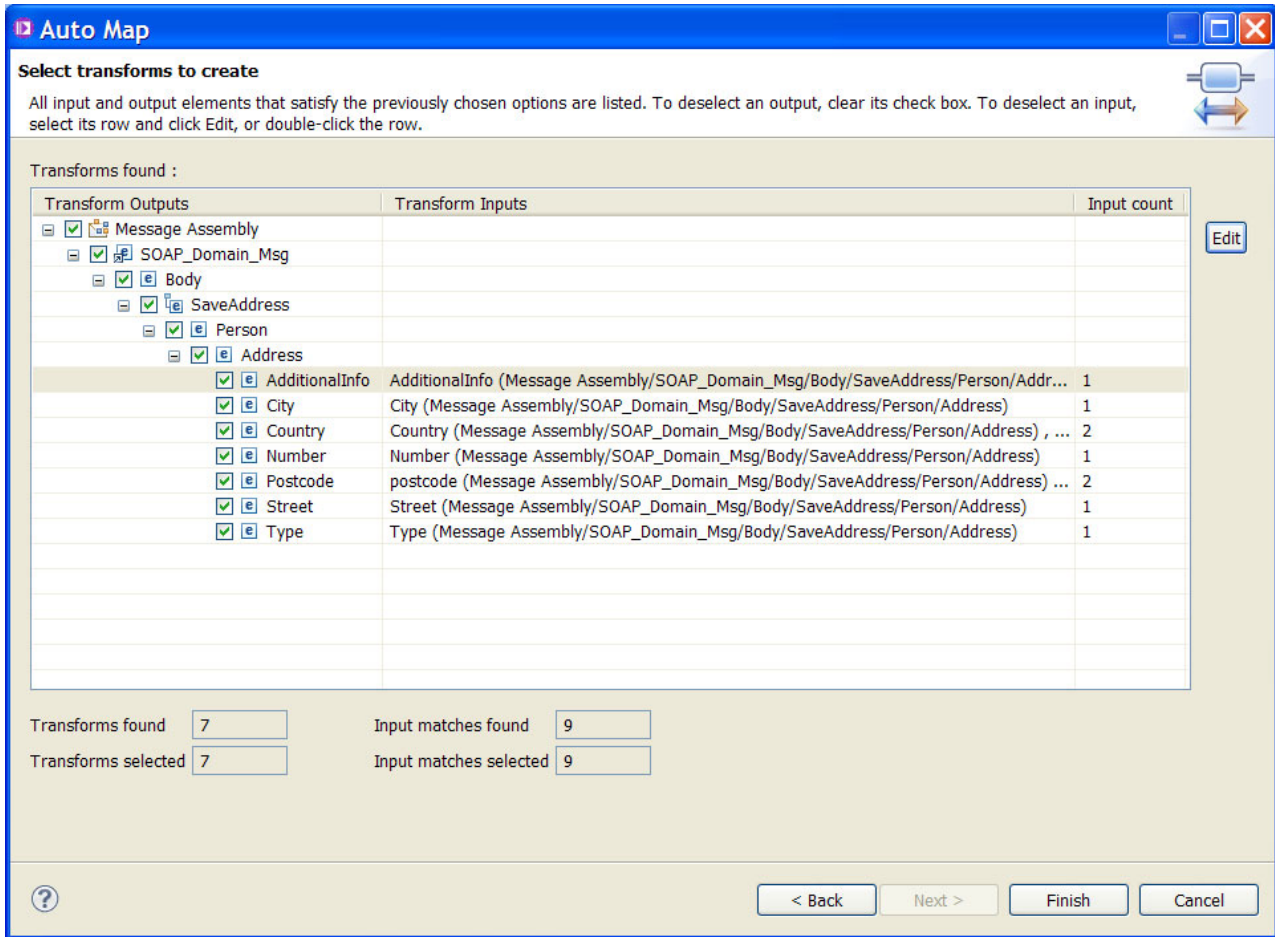 Auto Map
Select transforms to create
All input and output elements that satisfy the previously chosen options are listed. To deselect an output, clear its check box. To deselect an input,
select its row and click Edit, or double-click the row.
Transforms found :
Transform Outputs Transform Inputs Input count
Message Assembly
Edit
SOAP_Domain_Msg
Body
SaveAddress
Person
Address
AdditionalInfo AdditionalInfo (Message Assembly/SOAP_Domain_Msg/Body/SaveAddress/Person/Addr... 1
City City (Message Assembly/SOAP_Domain_Msg/Body/SaveAddress/Person/Address) 1
Country Country (Message Assembly/SOAP_Domain_Msg/Body/SaveAddress/Person/Address) , ... 2
Number Number (Message Assembly/SOAP_Domain_Msg/Body/SaveAddress/Person/Address) 1
Postcode postcode (Message Assembly/SOAP_Domain_Msg/Body/SaveAddress/Person/Address) ... 2
Street Street (Message Assembly/SOAP_Domain_Msg/Body/SaveAddress/Person/Address) 1
Type Type (Message Assembly/SOAP_Domain_Msg/Body/SaveAddress/Person/Address) 1
Transforms found 7 Input matches found 9
Transforms selected 7 Input matches selected 9
? < Back Next > Finish Cancel